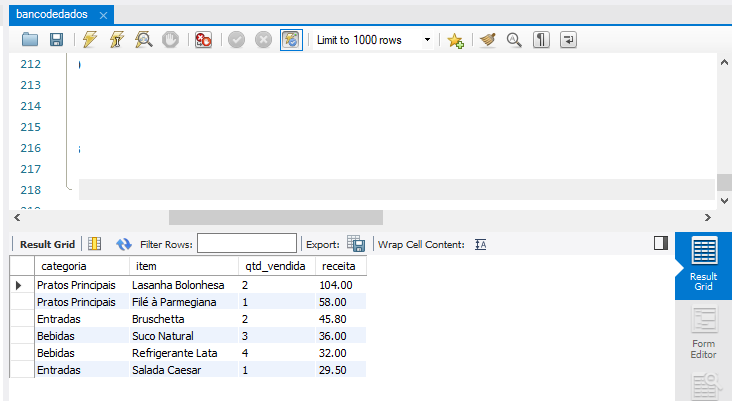 bancodedados
Limit to 1000 rows
212
213
214
215
216
217
218
Result Grid Filter Rows: Export: Wrap Cell Content:
categoria item qtd_vendida receita
Pratos Principais Lasanha Bolonhesa 2 104.00
Pratos Principais Filé à Parmegiana 1 58.00
Entradas Bruschetta 2 45.80
Bebidas Suco Natural 3 36.00
Bebidas Refrigerante Lata 4 32.00
Entradas Salada Caesar 1 29.50
Result
Grid
Form
Editor